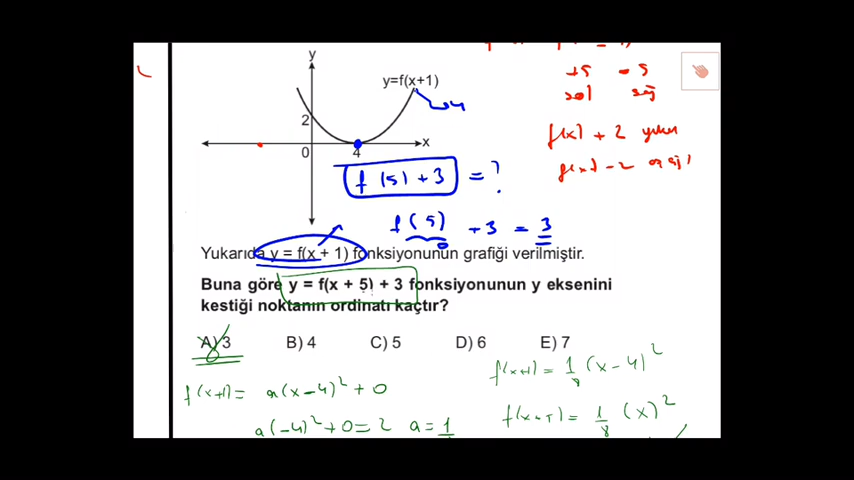 y
y=f(x+1)
4
+5 -5
sol sağ
2
0 4 x
f(x) + 2 yukarı
f(5) + 3 = ?
f(5) + 3 = 3
0
Yukarıda y = f(x + 1) fonksiyonunun grafiği verilmiştir.
Buna göre y = f(x + 5) + 3 fonksiyonunun y eksenini
kestiği noktanın ordinatı kaçtır?
A) 3 B) 4 C) 5 D) 6 E) 7
f(x+1) = a(x-4)² + 0
f(x+1) = 1/8 (x-4)²
a(-4)² + 0 = 2 a = 1
f(x+5) = 1/8 (x)²